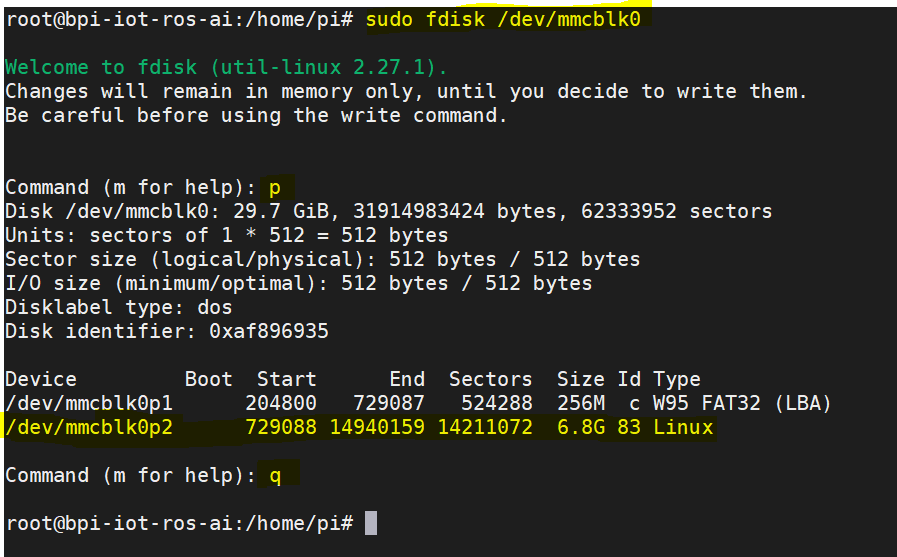 root@bpi-iot-ros-ai:/home/pi# sudo fdisk /dev/mmcblk0
Welcome to fdisk (util-linux 2.27.1).
Changes will remain in memory only, until you decide to write them.
Be careful before using the write command.
Command (m for help): p
Disk /dev/mmcblk0: 29.7 GiB, 31914983424 bytes, 62333952 sectors
Units: sectors of 1 * 512 = 512 bytes
Sector size (logical/physical): 512 bytes / 512 bytes
I/O size (minimum/optimal): 512 bytes / 512 bytes
Disklabel type: dos
Disk identifier: 0xaf896935
Device         Boot  Start      End  Sectors  Size Id Type
/dev/mmcblk0p1      204800   729087   524288  256M  c W95 FAT32 (LBA)
/dev/mmcblk0p2      729088 14940159 14211072  6.8G 83 Linux
Command (m for help): q
root@bpi-iot-ros-ai:/home/pi#